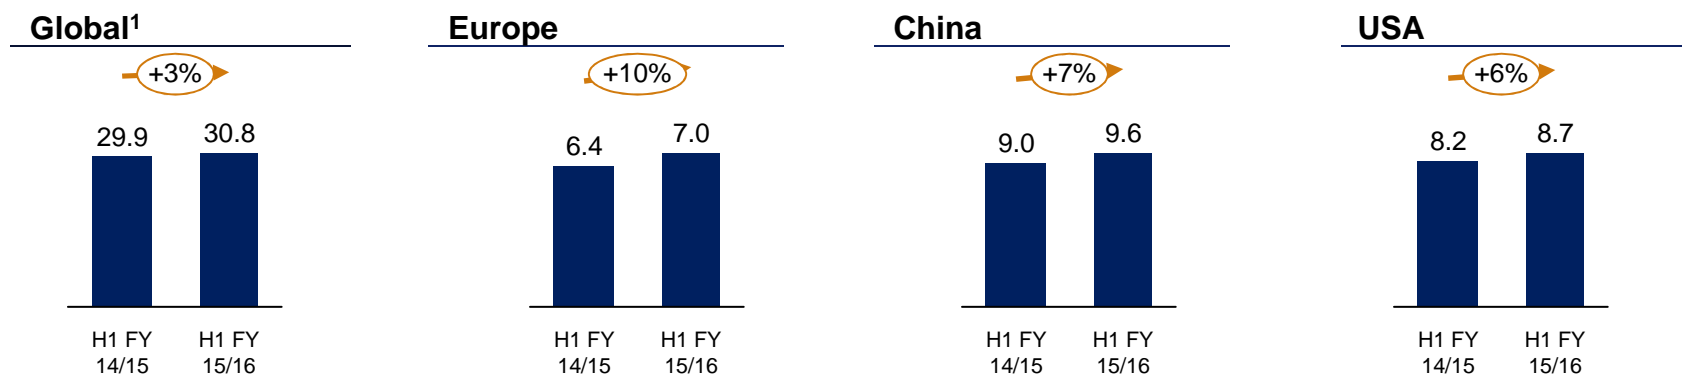 Global¹
+3%
29.9 30.8
H1 FY H1 FY
14/15 15/16
Europe
+10%
6.4 7.0
H1 FY H1 FY
14/15 15/16
China
+7%
9.0 9.6
H1 FY H1 FY
14/15 15/16
USA
+6%
8.2 8.7
H1 FY H1 FY
14/15 15/16